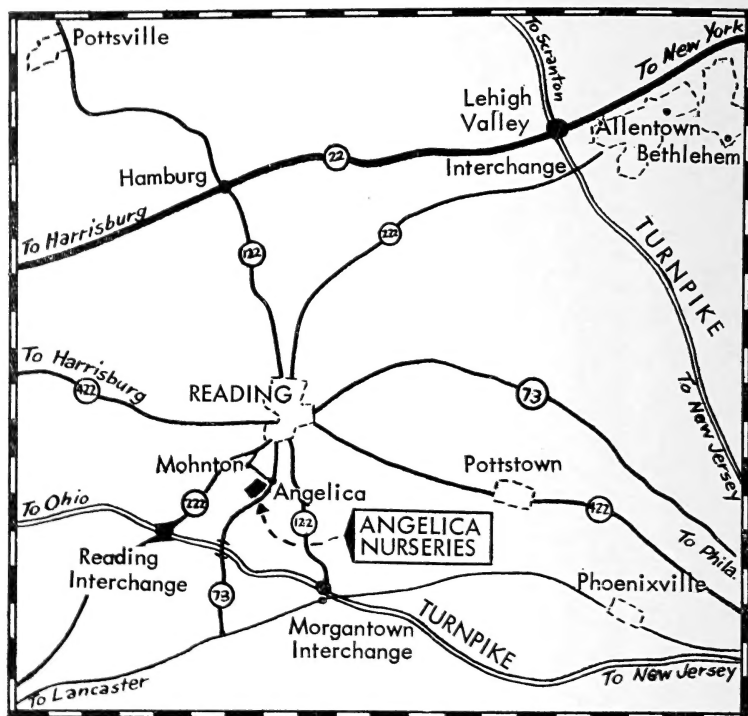 Pottsville
To Scranton
To New York
Lehigh
Valley
Interchange
Allentown
Bethlehem
22
Hamburg
To Harrisburg
122
222
TURNPIKE
To Harrisburg
422
READING
73
To New Jersey
Mohnton
Pottstown
Angelica
To Ohio
222
122
ANGELICA
NURSERIES
422
To Phila.
Reading
Interchange
73
Phoenixville
Morgantown
Interchange
TURNPIKE
To Lancaster
To New Jersey